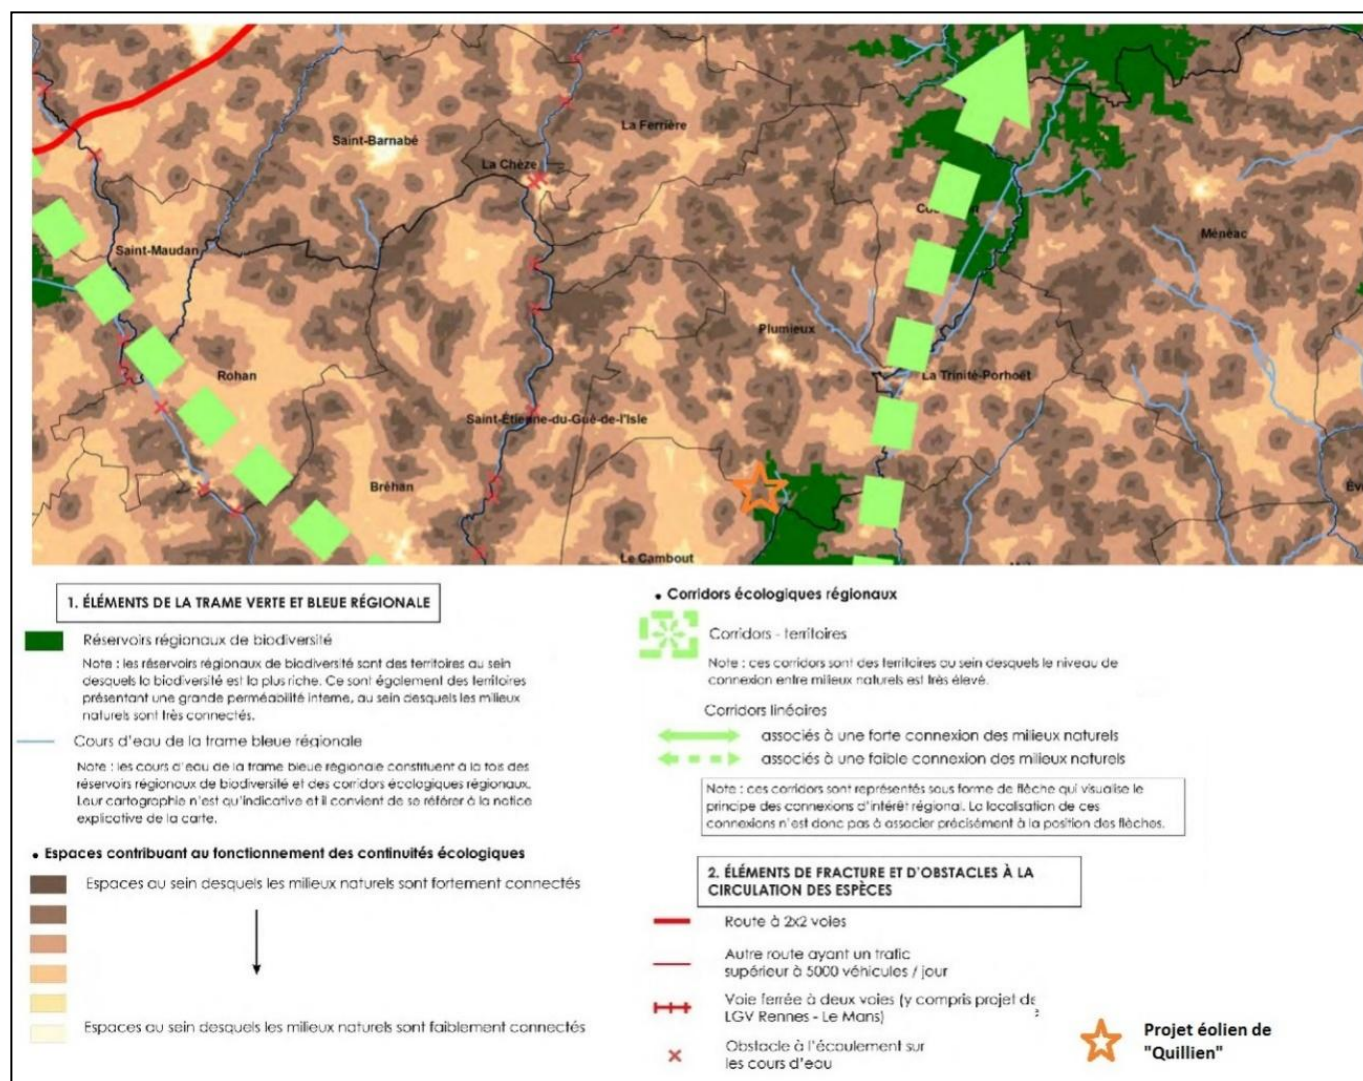 La Ferrière
Saint-Barnabé
La Chèze
Ménéac
Saint-Maudan
Plumieux
Rohan
La Trinité-Porhoët
Saint-Étienne-du-Gué-de-l'Isle
Bréhan
Le Cambout
1. ÉLÉMENTS DE LA TRAME VERTE ET BLEUE RÉGIONALE
Réservoirs régionaux de biodiversité
Note : les réservoirs régionaux de biodiversité sont des territoires au sein
desquels la biodiversité est la plus riche. Ce sont également des territoires
présentant une grande perméabilité interne, au sein desquels les milieux
naturels sont très connectés.
Cours d'eau de la trame bleue régionale
Note : les cours d'eau de la trame bleue régionale constituent à la fois des
réservoirs régionaux de biodiversité et des corridors écologiques régionaux.
Leur cartographie n'est qu'indicative et il convient de se référer à la notice
explicative de la carte.
• Espaces contribuant au fonctionnement des continuités écologiques
Espaces au sein desquels les milieux naturels sont fortement connectés
Espaces au sein desquels les milieux naturels sont faiblement connectés
• Corridors écologiques régionaux
Corridors - territoires
Note : ces corridors sont des territoires au sein desquels le niveau de
connexion entre milieux naturels est très élevé.
Corridors linéaires
associés à une forte connexion des milieux naturels
associés à une faible connexion des milieux naturels
Note : ces corridors sont représentés sous forme de flèche qui visualise le
principe des connexions d'intérêt régional. La localisation de ces
connexions n'est donc pas à associer précisément à la position des flèches.
2. ÉLÉMENTS DE FRACTURE ET D'OBSTACLES À LA
CIRCULATION DES ESPÈCES
Route à 2x2 voies
Autre route ayant un trafic
supérieur à 5000 véhicules / jour
Voie ferrée à deux voies (y compris projet de
LGV Rennes - Le Mans)
Obstacle à l'écoulement sur
les cours d'eau
Projet éolien de
"Quillien"